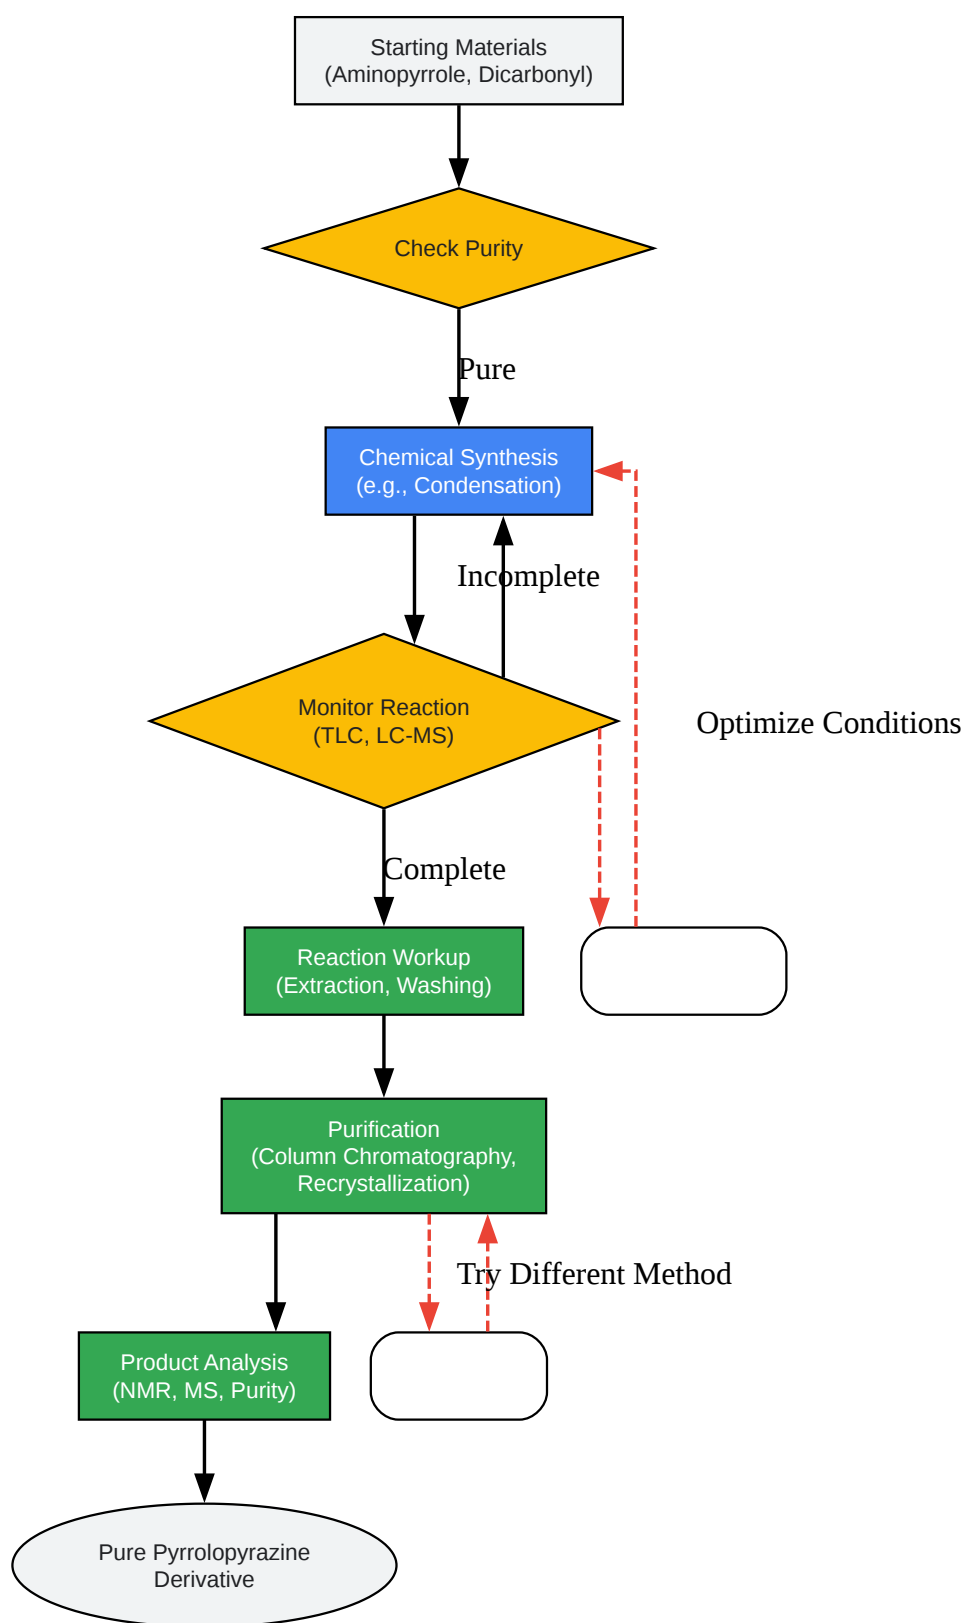 Starting Materials
(Aminopyrrole, Dicarbonyl)
Check Purity
Pure
Chemical Synthesis
(e.g., Condensation)
Incomplete
Monitor Reaction
(TLC, LC-MS)
Optimize Conditions
Complete
Reaction Workup
(Extraction, Washing)
Purification
(Column Chromatography,
Recrystallization)
Try Different Method
Product Analysis
(NMR, MS, Purity)
Pure Pyrrolopyrazine
Derivative